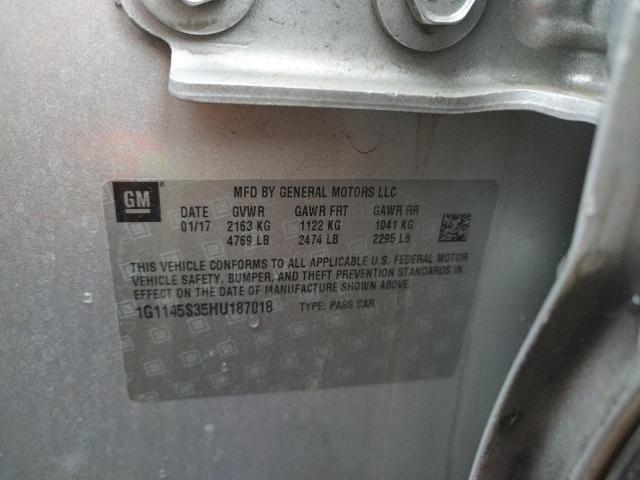 GM ®
MFD BY GENERAL MOTORS LLC
DATE GVWR GAWR FRT GAWR RR
01/17 2163 KG 1122 KG 1041 KG
4769 LB 2474 LB 2295 LB
THIS VEHICLE CONFORMS TO ALL APPLICABLE U.S. FEDERAL MOTOR
VEHICLE SAFETY, BUMPER, AND THEFT PREVENTION STANDARDS IN
EFFECT ON THE DATE OF MANUFACTURE SHOWN ABOVE.
1G1145S35HU187018 TYPE: PASS CAR